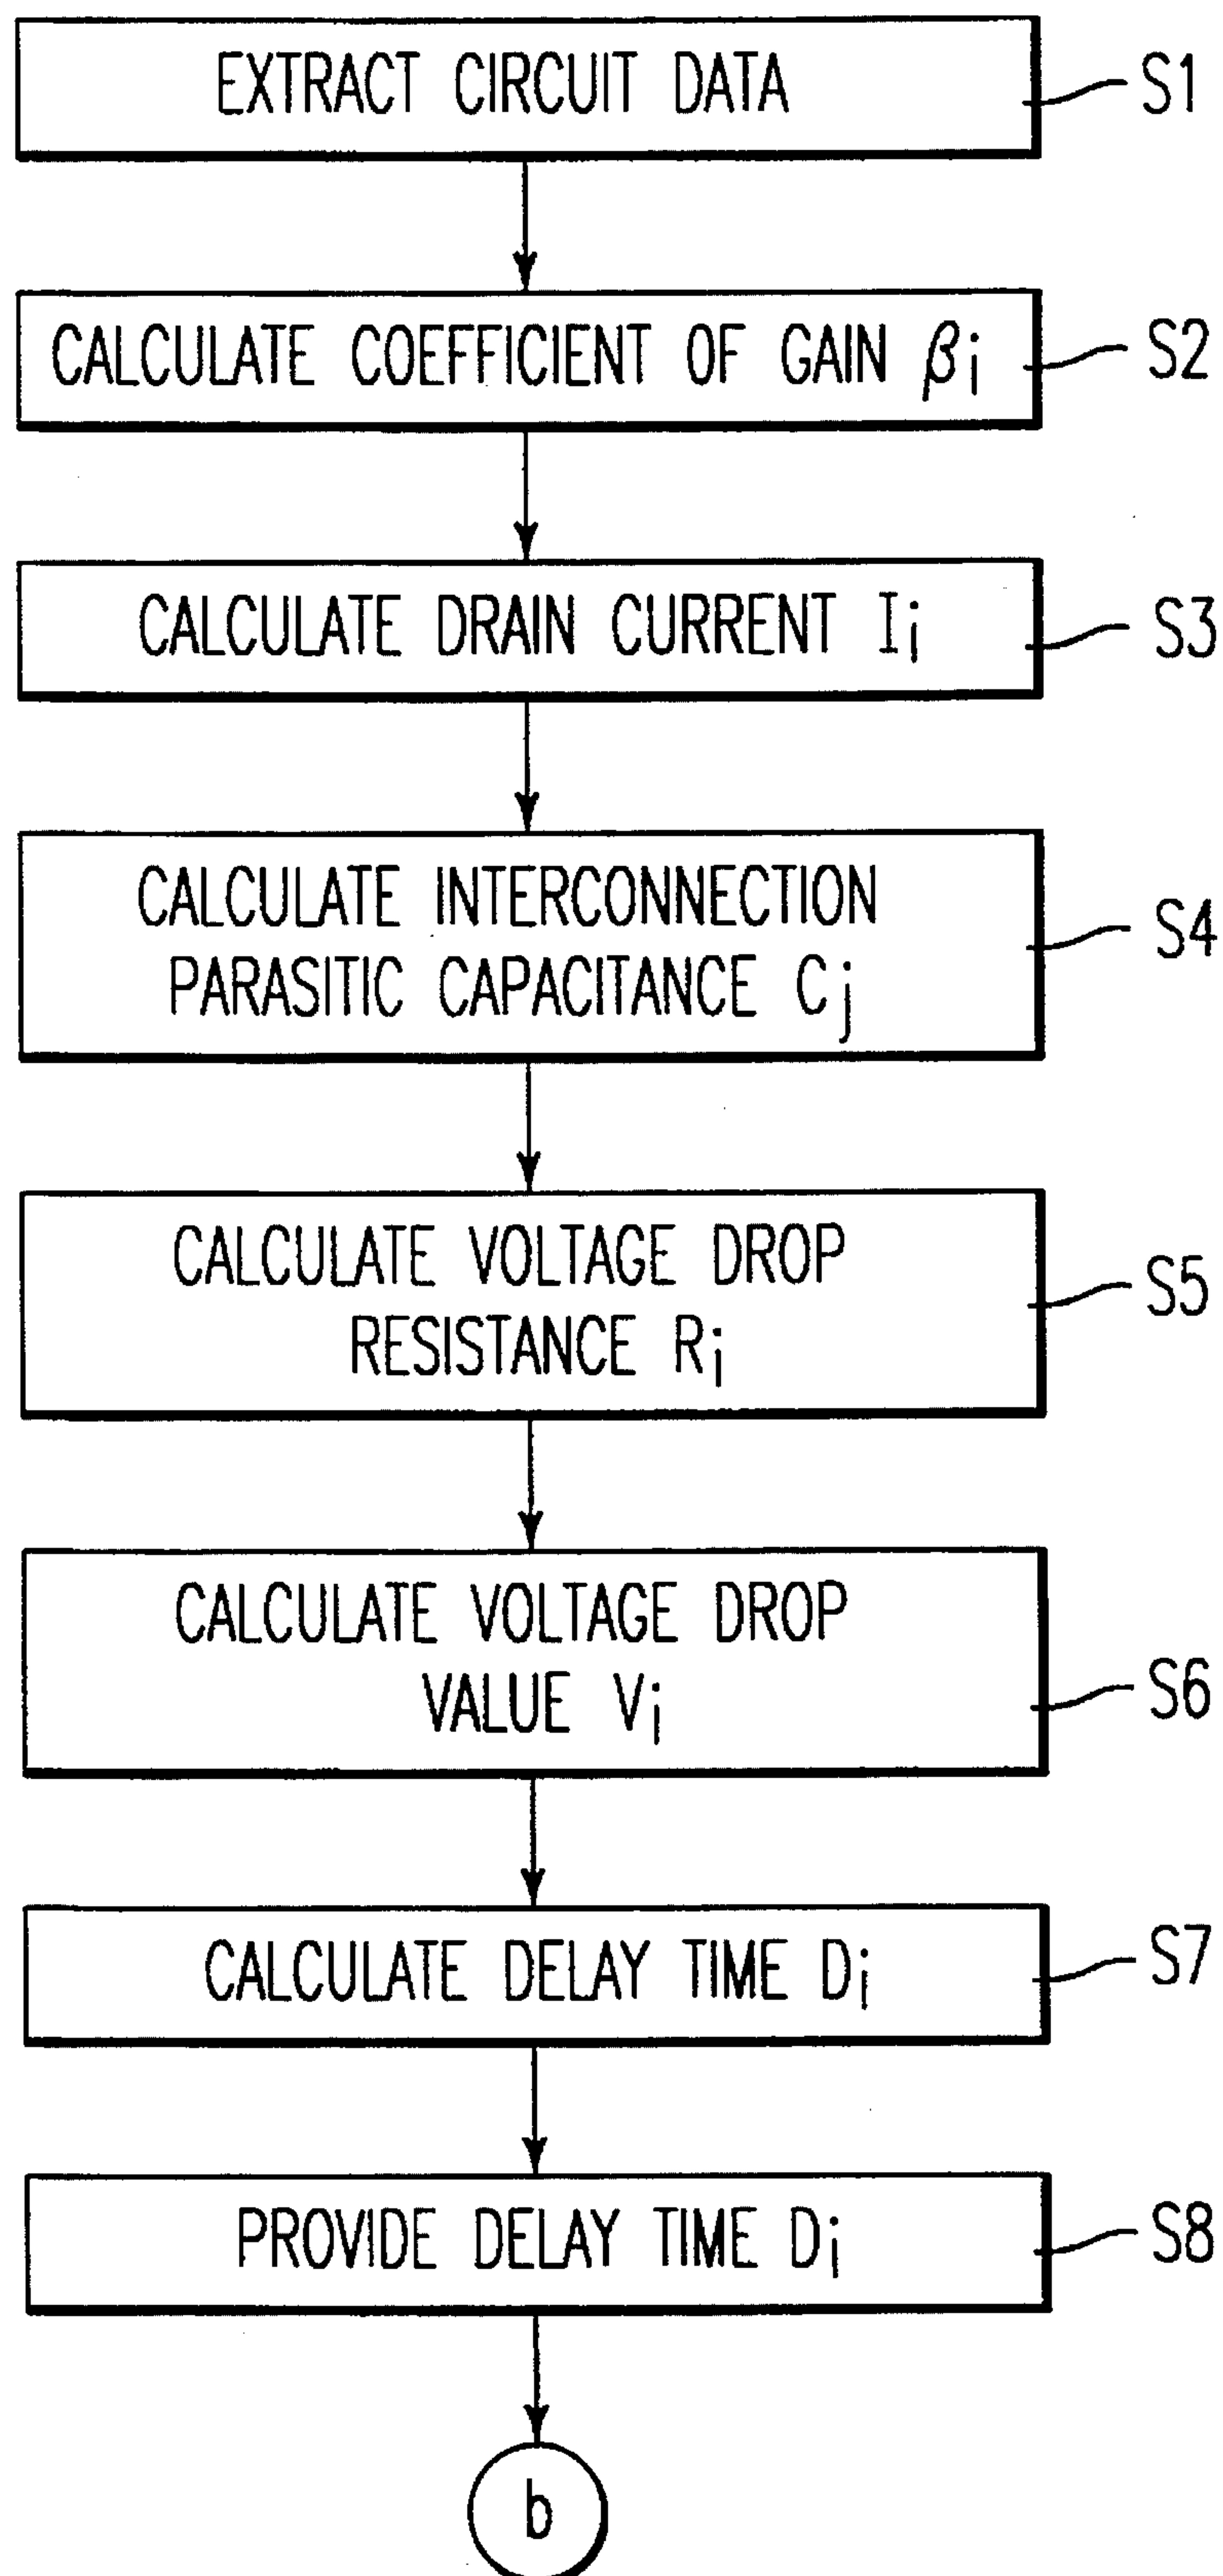 EXTRACT CIRCUIT DATA S1
CALCULATE COEFFICIENT OF GAIN βi S2
CALCULATE DRAIN CURRENT Ii S3
CALCULATE INTERCONNECTION
PARASITIC CAPACITANCE Cj S4
CALCULATE VOLTAGE DROP
RESISTANCE Ri S5
CALCULATE VOLTAGE DROP
VALUE Vi S6
CALCULATE DELAY TIME Di S7
PROVIDE DELAY TIME Di S8
b